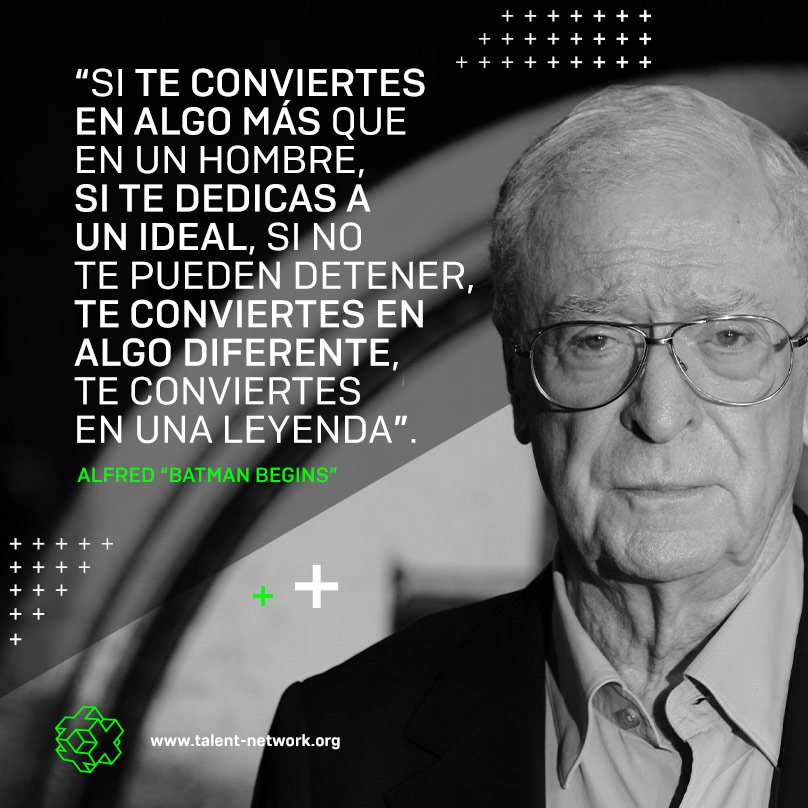 “SI TE CONVIERTES
EN ALGO MÁS QUE
EN UN HOMBRE,
SI TE DEDICAS A
UN IDEAL, SI NO
TE PUEDEN DETENER,
TE CONVIERTES EN
ALGO DIFERENTE,
TE CONVIERTES
EN UNA LEYENDA”.
ALFRED “BATMAN BEGINS”
www.talent-network.org